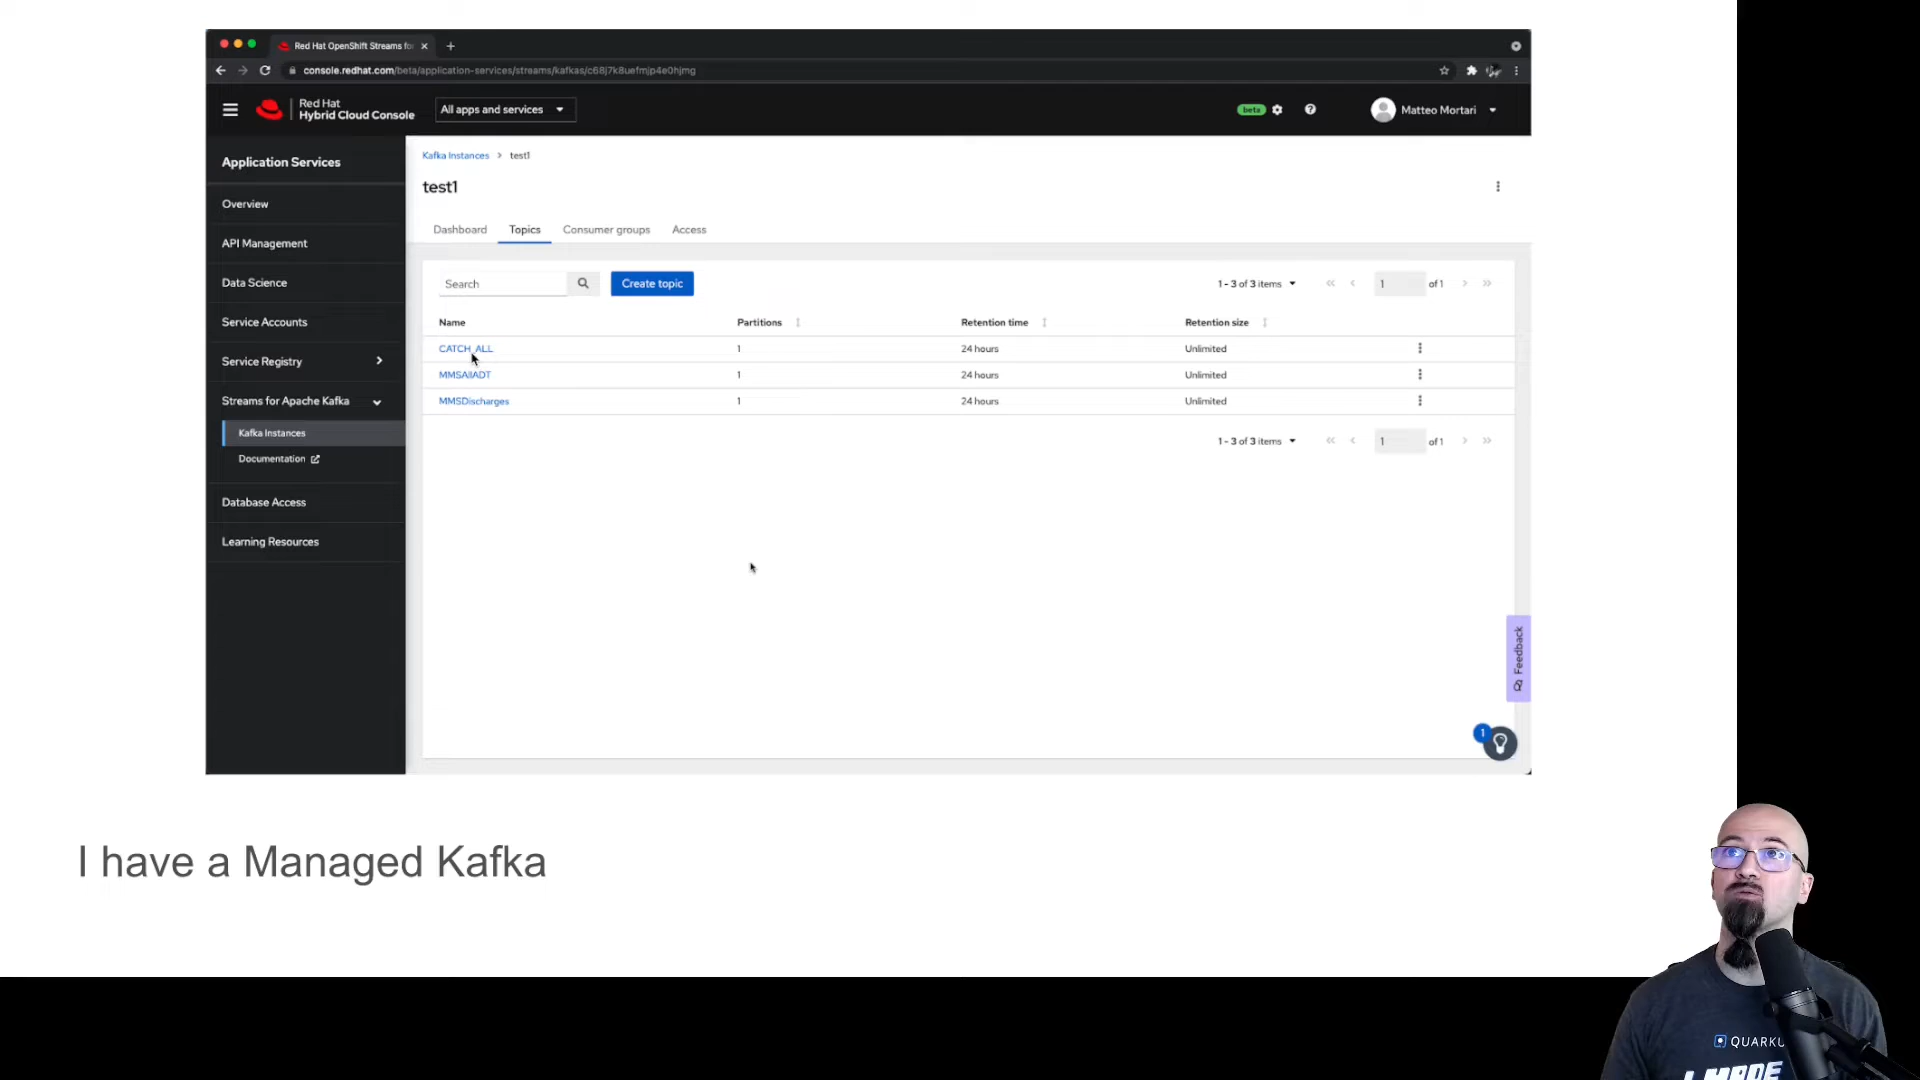 Red Hat OpenShift Streams for
console.redhat.com/beta/application-services/streams/kafkas/c68j7k8uefmjp4e0hjmg
Red Hat
Hybrid Cloud Console
All apps and services
beta
Matteo Mortari
Application Services
Overview
API Management
Data Science
Service Accounts
Service Registry
Streams for Apache Kafka
Kafka Instances
Documentation
Database Access
Learning Resources
Kafka Instances > test1
test1
Dashboard Topics Consumer groups Access
Search Create topic 1 - 3 of 3 items 1 of 1
Name Partitions Retention time Retention size
CATCH_ALL 1 24 hours Unlimited
MMSAllADT 1 24 hours Unlimited
MMSDischarges 1 24 hours Unlimited
1 - 3 of 3 items 1 of 1
Feedback
1
I have a Managed Kafka
QUARKU
I MADE